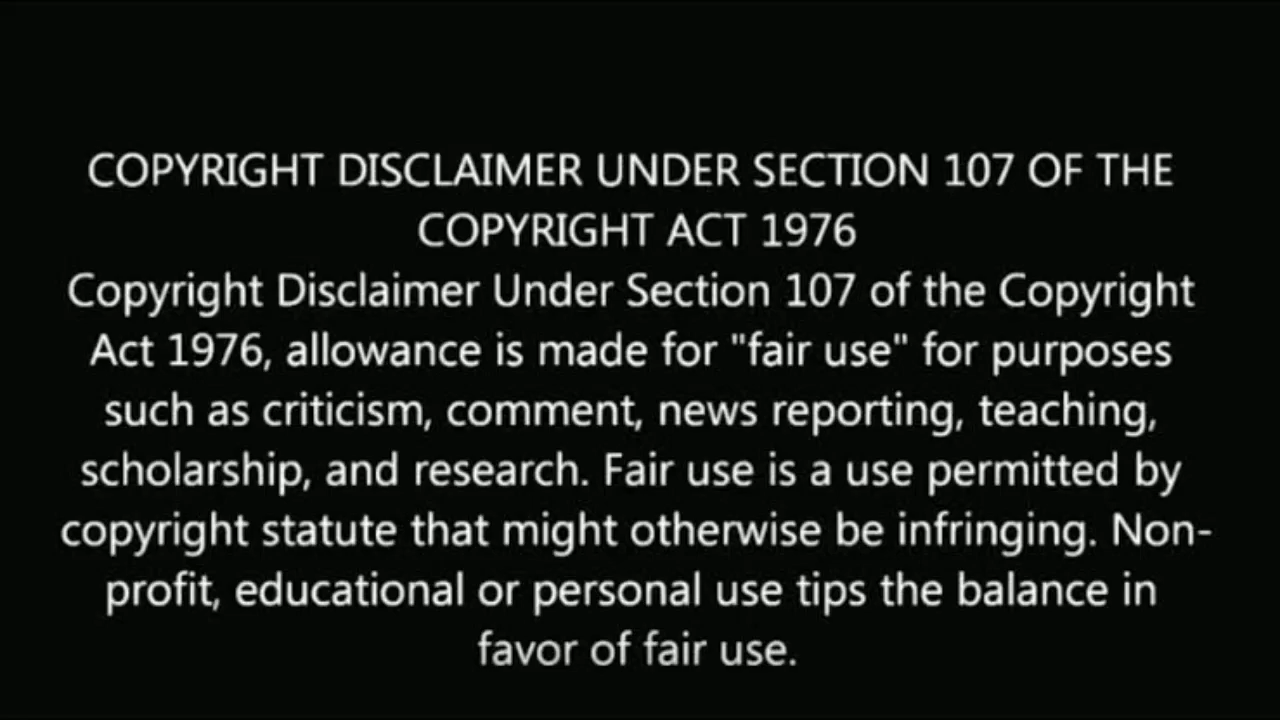 COPYRIGHT DISCLAIMER UNDER SECTION 107 OF THE
COPYRIGHT ACT 1976
Copyright Disclaimer Under Section 107 of the Copyright
Act 1976, allowance is made for "fair use" for purposes
such as criticism, comment, news reporting, teaching,
scholarship, and research. Fair use is a use permitted by
copyright statute that might otherwise be infringing. Non-
profit, educational or personal use tips the balance in
favor of fair use.